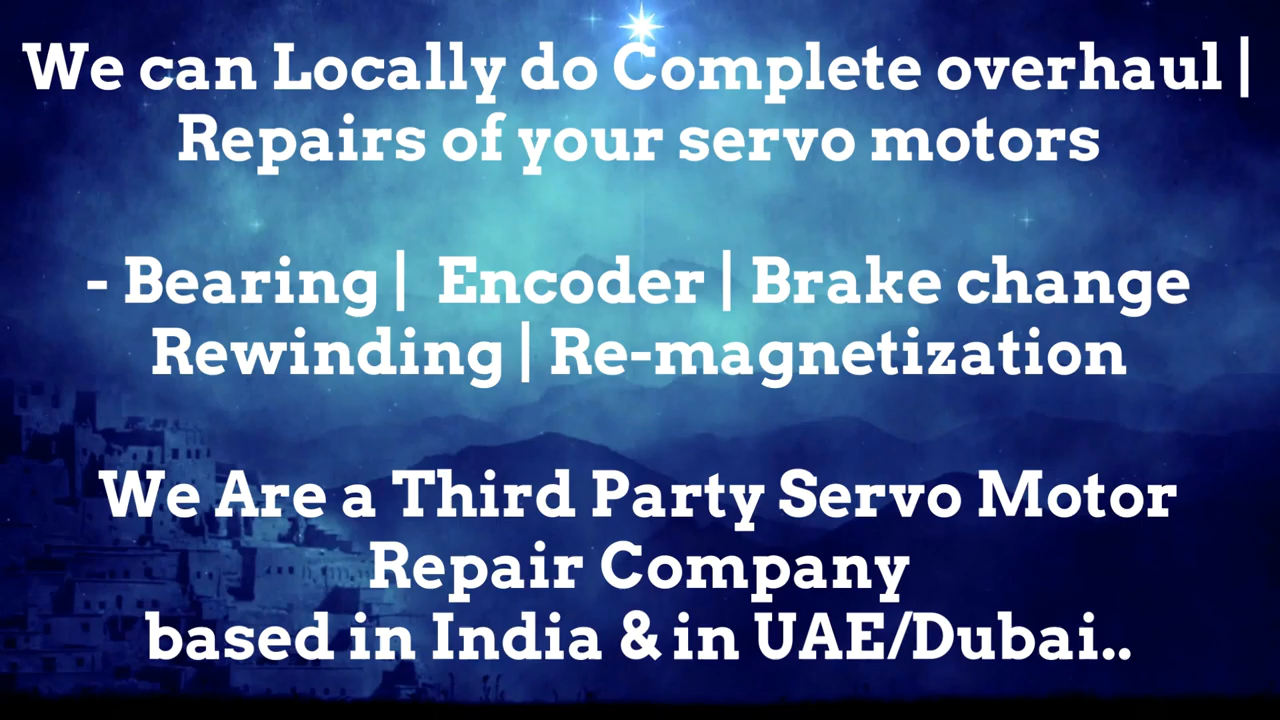 We can Locally do Complete overhaul |
Repairs of your servo motors
- Bearing | Encoder | Brake change
Rewinding | Re-magnetization
We Are a Third Party Servo Motor
Repair Company
based in India & in UAE/Dubai..